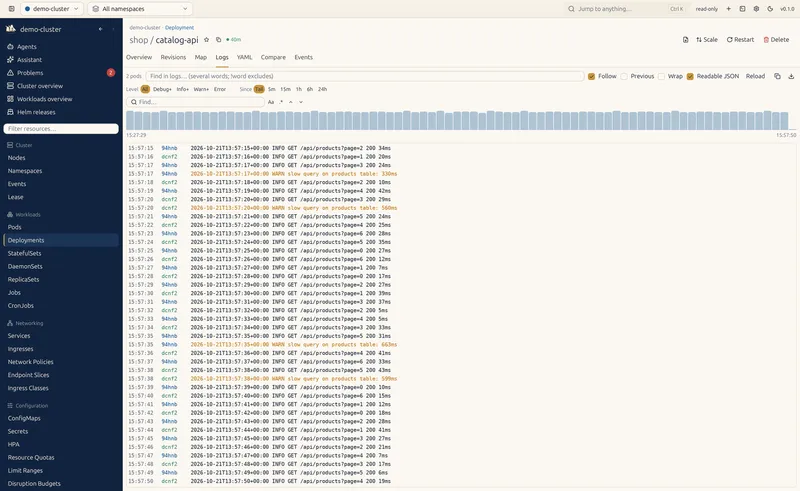 demo-cluster
All namespaces
Jump to anything…
Ctrl K
read-only
v0.1.0
demo-cluster
Agents
Assistant
Problems
2
Cluster overview
Workloads overview
Helm releases
Filter resources…
Cluster
Nodes
Namespaces
Events
Lease
Workloads
Pods
Deployments
StatefulSets
DaemonSets
ReplicaSets
Jobs
CronJobs
Networking
Services
Ingresses
Network Policies
Endpoint Slices
Ingress Classes
Configuration
ConfigMaps
Secrets
HPA
Resource Quotas
Limit Ranges
Disruption Budgets
demo-cluster Deployment
shop / catalog-api
40m
Scale
Restart
Delete
Overview Revisions Map Logs YAML Compare Events
2 pods
Find in logs… (several words; !word excludes)
Follow Previous Wrap Readable JSON Reload
Level All Debug+ Info+ Warn+ Error Since Tail 5m 15m 1h 6h 24h
Find…
Aa .*
15:27:29
15:57:50
15:57:15 94hnb 2026-10-21T13:57:15+00:00 INFO GET /api/products?page=2 200 34ms
15:57:16 dcnf2 2026-10-21T13:57:16+00:00 INFO GET /api/products?page=1 200 20ms
15:57:17 94hnb 2026-10-21T13:57:17+00:00 INFO GET /api/products?page=3 200 24ms
15:57:17 94hnb 2026-10-21T13:57:17+00:00 WARN slow query on products table: 330ms
15:57:18 dcnf2 2026-10-21T13:57:18+00:00 INFO GET /api/products?page=2 200 10ms
15:57:19 94hnb 2026-10-21T13:57:19+00:00 INFO GET /api/products?page=4 200 42ms
15:57:20 dcnf2 2026-10-21T13:57:20+00:00 INFO GET /api/products?page=3 200 29ms
15:57:20 dcnf2 2026-10-21T13:57:20+00:00 WARN slow query on products table: 560ms
15:57:21 94hnb 2026-10-21T13:57:21+00:00 INFO GET /api/products?page=5 200 24ms
15:57:22 dcnf2 2026-10-21T13:57:22+00:00 INFO GET /api/products?page=4 200 25ms
15:57:23 94hnb 2026-10-21T13:57:23+00:00 INFO GET /api/products?page=6 200 28ms
15:57:24 dcnf2 2026-10-21T13:57:24+00:00 INFO GET /api/products?page=5 200 35ms
15:57:25 94hnb 2026-10-21T13:57:25+00:00 INFO GET /api/products?page=0 200 27ms
15:57:26 dcnf2 2026-10-21T13:57:26+00:00 INFO GET /api/products?page=6 200 12ms
15:57:27 94hnb 2026-10-21T13:57:27+00:00 INFO GET /api/products?page=1 200 7ms
15:57:28 dcnf2 2026-10-21T13:57:28+00:00 INFO GET /api/products?page=0 200 17ms
15:57:29 94hnb 2026-10-21T13:57:29+00:00 INFO GET /api/products?page=2 200 27ms
15:57:30 dcnf2 2026-10-21T13:57:30+00:00 INFO GET /api/products?page=1 200 39ms
15:57:31 94hnb 2026-10-21T13:57:31+00:00 INFO GET /api/products?page=3 200 37ms
15:57:32 dcnf2 2026-10-21T13:57:32+00:00 INFO GET /api/products?page=2 200 5ms
15:57:33 94hnb 2026-10-21T13:57:33+00:00 INFO GET /api/products?page=4 200 5ms
15:57:34 dcnf2 2026-10-21T13:57:34+00:00 INFO GET /api/products?page=3 200 33ms
15:57:35 94hnb 2026-10-21T13:57:35+00:00 INFO GET /api/products?page=5 200 31ms
15:57:35 94hnb 2026-10-21T13:57:35+00:00 WARN slow query on products table: 663ms
15:57:36 dcnf2 2026-10-21T13:57:36+00:00 INFO GET /api/products?page=4 200 41ms
15:57:37 94hnb 2026-10-21T13:57:37+00:00 INFO GET /api/products?page=6 200 33ms
15:57:38 dcnf2 2026-10-21T13:57:38+00:00 INFO GET /api/products?page=5 200 43ms
15:57:38 dcnf2 2026-10-21T13:57:38+00:00 WARN slow query on products table: 599ms
15:57:39 94hnb 2026-10-21T13:57:39+00:00 INFO GET /api/products?page=0 200 10ms
15:57:40 dcnf2 2026-10-21T13:57:40+00:00 INFO GET /api/products?page=6 200 15ms
15:57:41 94hnb 2026-10-21T13:57:41+00:00 INFO GET /api/products?page=1 200 12ms
15:57:42 dcnf2 2026-10-21T13:57:42+00:00 INFO GET /api/products?page=0 200 18ms
15:57:43 94hnb 2026-10-21T13:57:43+00:00 INFO GET /api/products?page=2 200 28ms
15:57:44 dcnf2 2026-10-21T13:57:44+00:00 INFO GET /api/products?page=1 200 41ms
15:57:45 94hnb 2026-10-21T13:57:45+00:00 INFO GET /api/products?page=3 200 27ms
15:57:46 dcnf2 2026-10-21T13:57:46+00:00 INFO GET /api/products?page=2 200 21ms
15:57:47 94hnb 2026-10-21T13:57:47+00:00 INFO GET /api/products?page=4 200 7ms
15:57:48 dcnf2 2026-10-21T13:57:48+00:00 INFO GET /api/products?page=3 200 17ms
15:57:49 94hnb 2026-10-21T13:57:49+00:00 INFO GET /api/products?page=5 200 6ms
15:57:50 dcnf2 2026-10-21T13:57:50+00:00 INFO GET /api/products?page=4 200 19ms